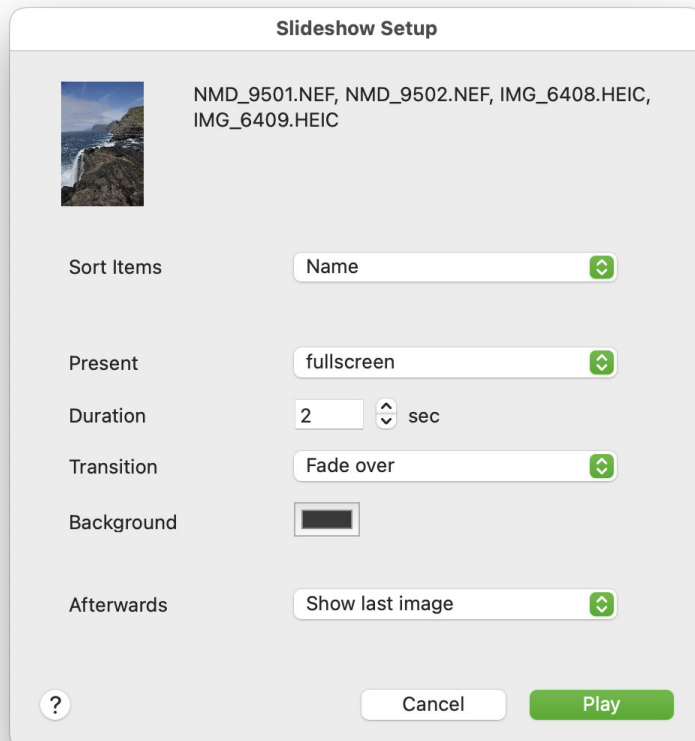 Slideshow Setup
NMD_9501.NEF, NMD_9502.NEF, IMG_6408.HEIC,
IMG_6409.HEIC
Sort Items Name
Present fullscreen
Duration 2 sec
Transition Fade over
Background
Afterwards Show last image
? Cancel Play